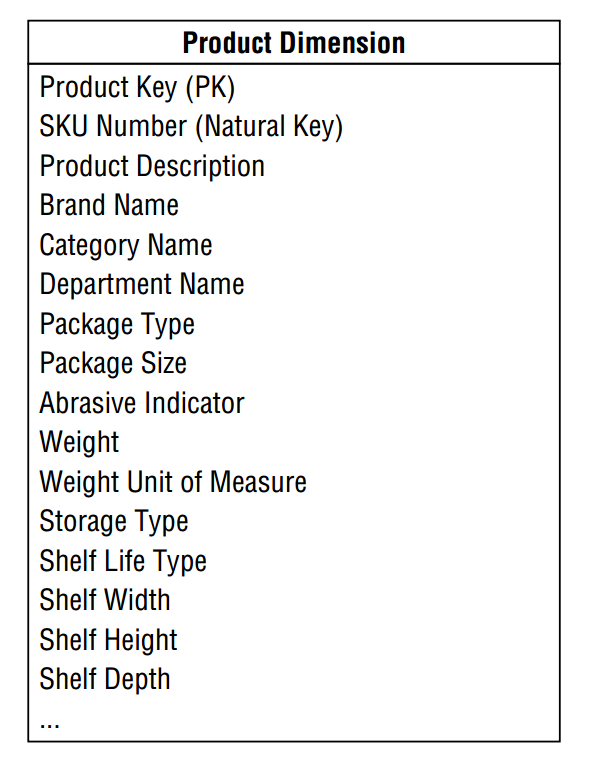 Product Dimension
Product Key (PK)
SKU Number (Natural Key)
Product Description
Brand Name
Category Name
Department Name
Package Type
Package Size
Abrasive Indicator
Weight
Weight Unit of Measure
Storage Type
Shelf Life Type
Shelf Width
Shelf Height
Shelf Depth
...